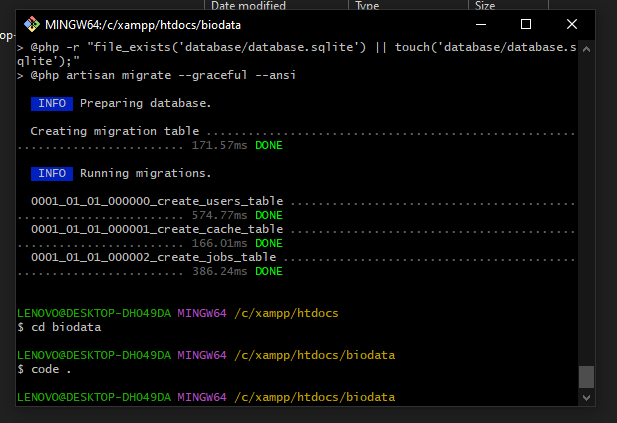 Date modified Type Size
MINGW64:/c/xampp/htdocs/biodata
op-
> @php -r "file_exists('database/database.sqlite') || touch('database/database.s
qlite');"
> @php artisan migrate --graceful --ansi
INFO Preparing database.
Creating migration table .....................................................
........................ 171.57ms DONE
INFO Running migrations.
0001_01_01_000000_create_users_table .........................................
........................ 574.77ms DONE
0001_01_01_000001_create_cache_table .........................................
........................ 166.01ms DONE
0001_01_01_000002_create_jobs_table ..........................................
........................ 386.24ms DONE
LENOVO@DESKTOP-DH049DA MINGW64 /c/xampp/htdocs
$ cd biodata
LENOVO@DESKTOP-DH049DA MINGW64 /c/xampp/htdocs/biodata
$ code .
LENOVO@DESKTOP-DH049DA MINGW64 /c/xampp/htdocs/biodata